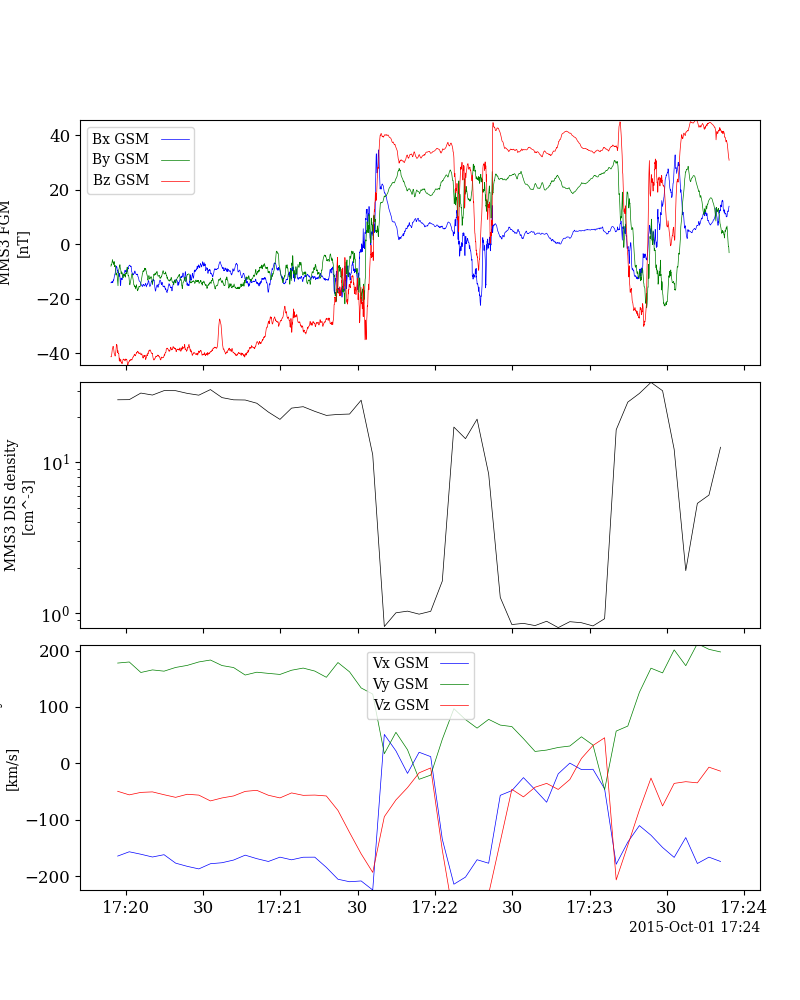 40
20
0
−20
−40
MMS3 FGM
[nT]
Bx GSM
By GSM
Bz GSM
10^1
10^0
MMS3 DIS density
[cm^-3]
200
100
0
−100
−200
[km/s]
Vx GSM
Vy GSM
Vz GSM
17:20 30 17:21 30 17:22 30 17:23 30 17:24
2015-Oct-01 17:24